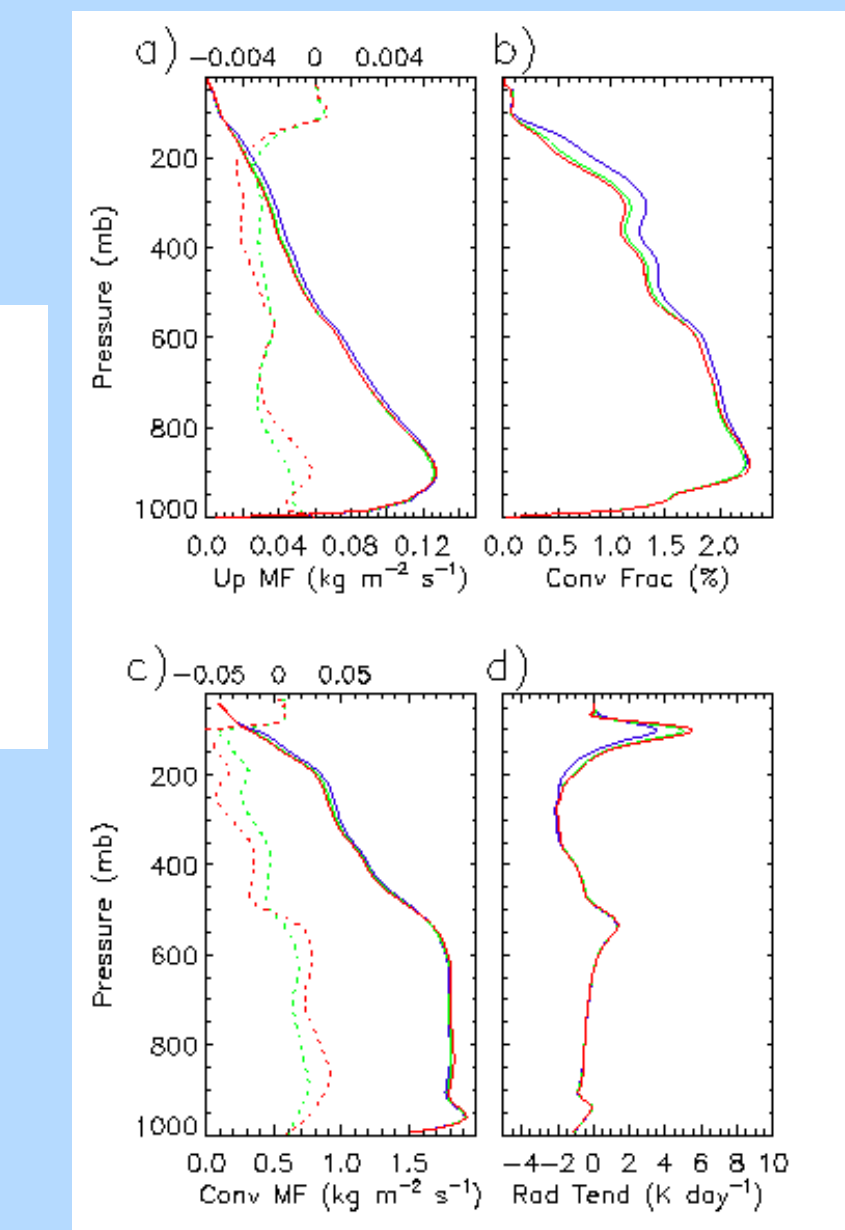 a) −0.004 0 0.004 b)
200
400
600
800
1000
Pressure (mb)
0.0 0.04 0.08 0.12 0.0 0.5 1.0 1.5 2.0
Up MF (kg m⁻² s⁻¹) Conv Frac (%)
c) −0.05 0 0.05 d)
200
400
600
800
1000
Pressure (mb)
0.0 0.5 1.0 1.5 −4 −2 0 2 4 6 8 10
Conv MF (kg m⁻² s⁻¹) Rad Tend (K day⁻¹)